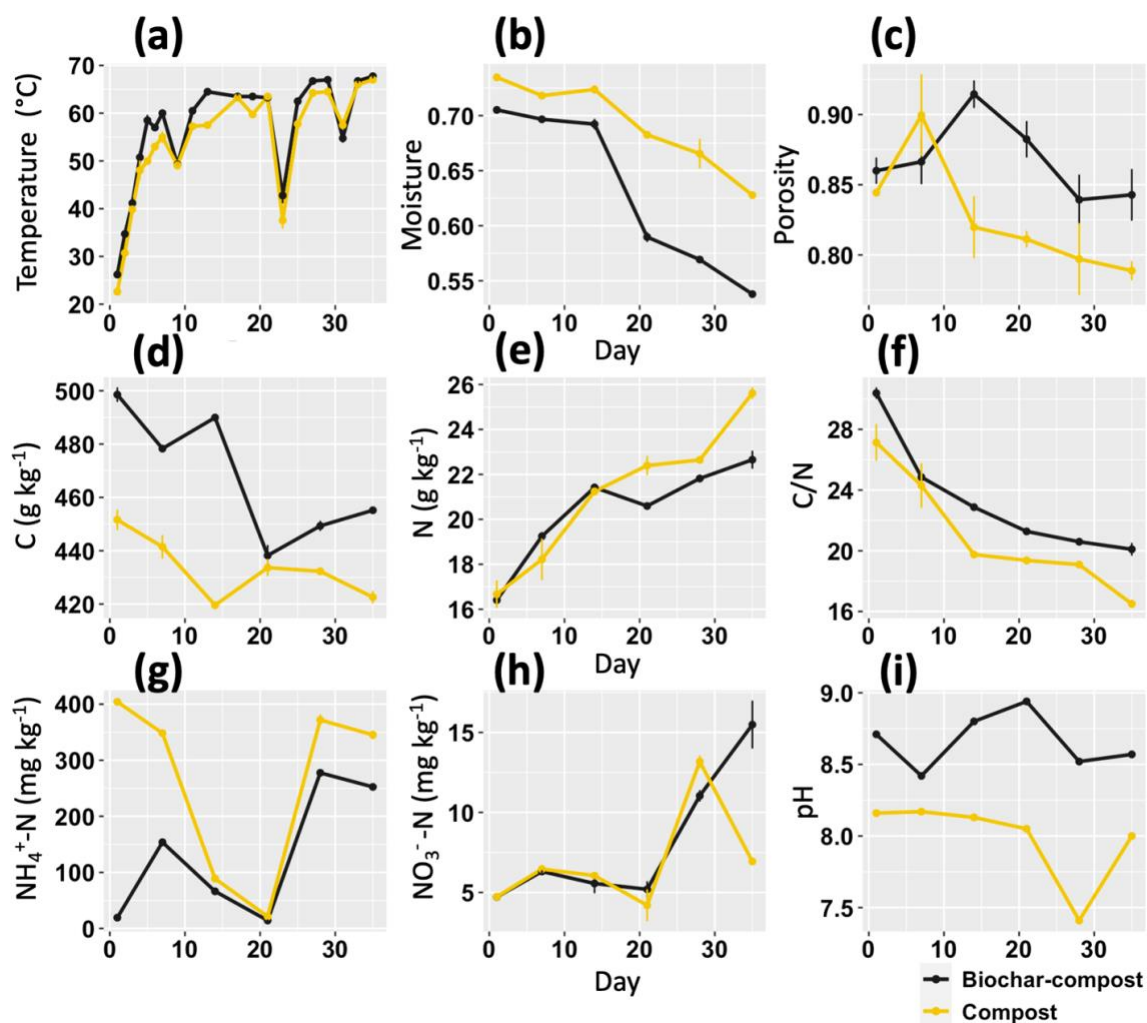 (a) (b) (c)
Temperature (°C)
70
60
50
40
30
20
0 10 20 30
Moisture
0.70
0.65
0.60
0.55
0 10 20 30
Day
Porosity
0.90
0.85
0.80
0 10 20 30
(d) (e) (f)
C (g kg⁻¹)
500
480
460
440
420
0 10 20 30
N (g kg⁻¹)
26
24
22
20
18
16
0 10 20 30
Day
C/N
28
24
20
16
0 10 20 30
(g) (h) (i)
NH₄⁺-N (mg kg⁻¹)
400
300
200
100
0
0 10 20 30
NO₃⁻-N (mg kg⁻¹)
15
10
5
0 10 20 30
Day
pH
9.0
8.5
8.0
7.5
0 10 20 30
Biochar-compost
Compost